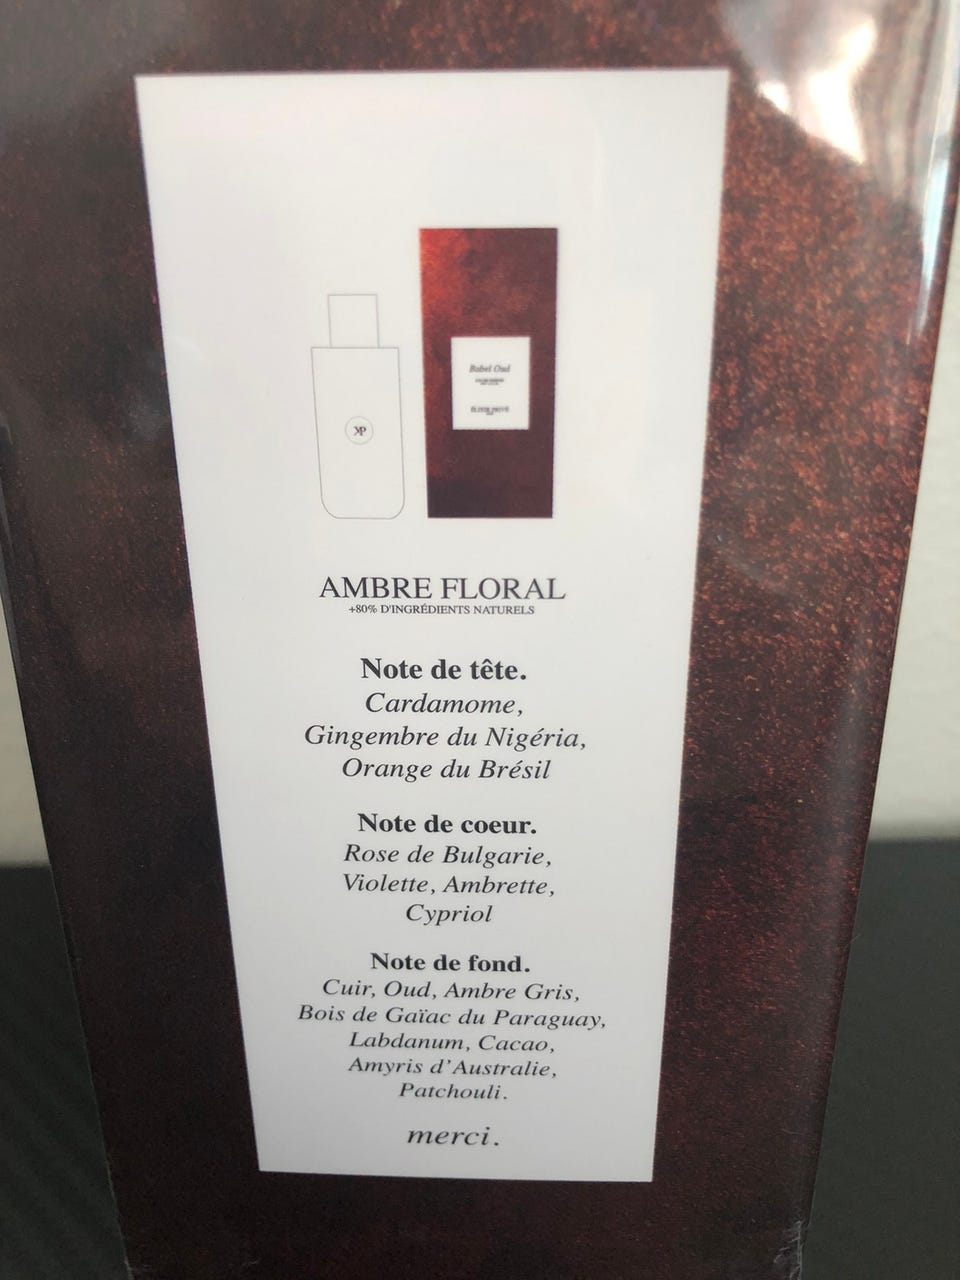 Babel Oud
ÉLIXIR PRIVÉ
KP
AMBRE FLORAL
+80% D'INGRÉDIENTS NATURELS
Note de tête.
Cardamome,
Gingembre du Nigéria,
Orange du Brésil
Note de coeur.
Rose de Bulgarie,
Violette, Ambrette,
Cypriol
Note de fond.
Cuir, Oud, Ambre Gris,
Bois de Gaïac du Paraguay,
Labdanum, Cacao,
Amyris d’Australie,
Patchouli.
merci.